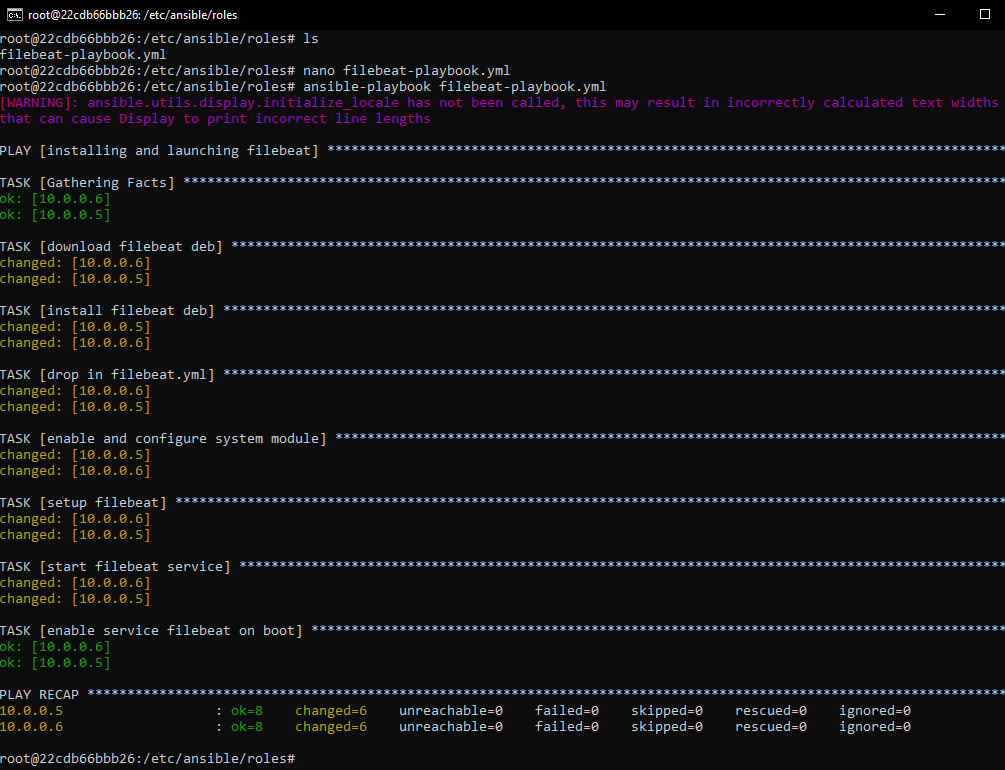 root@22cdb66bbb26: /etc/ansible/roles
root@22cdb66bbb26:/etc/ansible/roles# ls
filebeat-playbook.yml
root@22cdb66bbb26:/etc/ansible/roles# nano filebeat-playbook.yml
root@22cdb66bbb26:/etc/ansible/roles# ansible-playbook filebeat-playbook.yml
[WARNING]: ansible.utils.display.initialize_locale has not been called, this may result in incorrectly calculated text widths
that can cause Display to print incorrect line lengths
PLAY [installing and launching filebeat] *************************************************************************************
TASK [Gathering Facts] *******************************************************************************************************
ok: [10.0.0.6]
ok: [10.0.0.5]
TASK [download filebeat deb] *************************************************************************************************
changed: [10.0.0.6]
changed: [10.0.0.5]
TASK [install filebeat deb] **************************************************************************************************
changed: [10.0.0.5]
changed: [10.0.0.6]
TASK [drop in filebeat.yml] **************************************************************************************************
changed: [10.0.0.6]
changed: [10.0.0.5]
TASK [enable and configure system module] ************************************************************************************
changed: [10.0.0.5]
changed: [10.0.0.6]
TASK [setup filebeat] ********************************************************************************************************
changed: [10.0.0.6]
changed: [10.0.0.5]
TASK [start filebeat service] ************************************************************************************************
changed: [10.0.0.6]
changed: [10.0.0.5]
TASK [enable service filebeat on boot] ***************************************************************************************
ok: [10.0.0.6]
ok: [10.0.0.5]
PLAY RECAP *******************************************************************************************************************
10.0.0.5                   : ok=8    changed=6    unreachable=0    failed=0    skipped=0    rescued=0    ignored=0
10.0.0.6                   : ok=8    changed=6    unreachable=0    failed=0    skipped=0    rescued=0    ignored=0
root@22cdb66bbb26:/etc/ansible/roles#